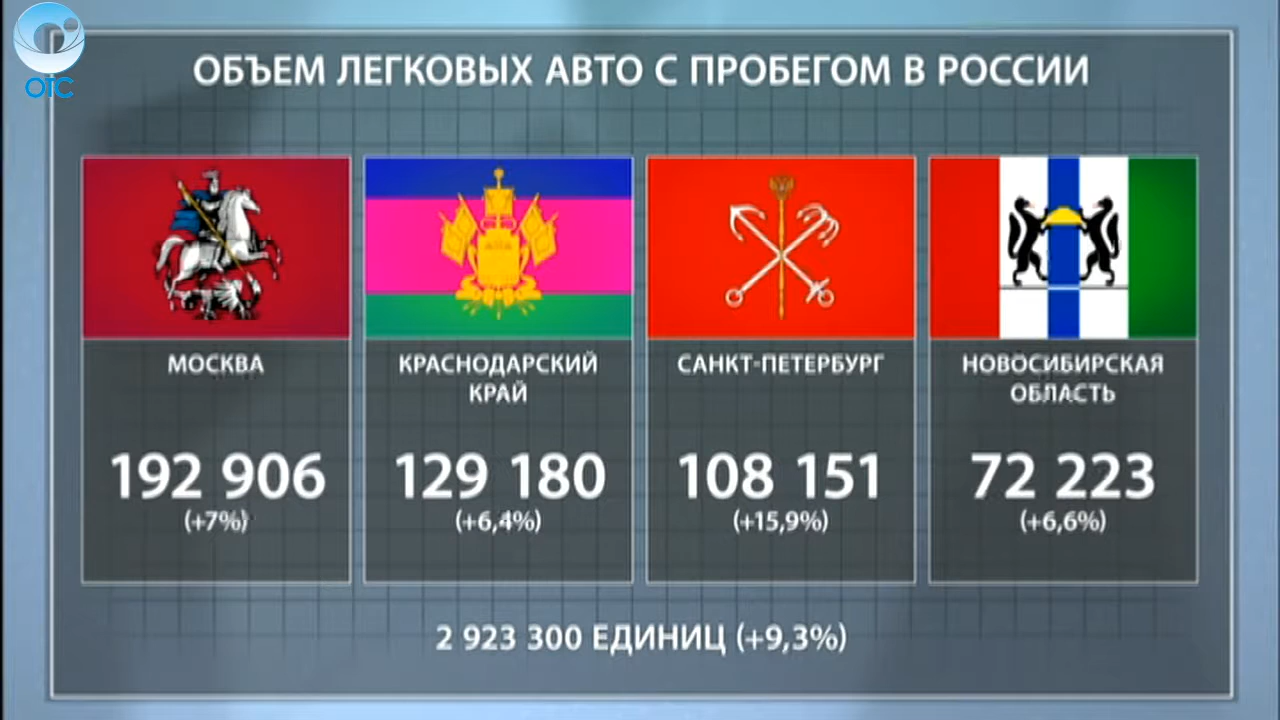 ОТС
ОБЪЕМ ЛЕГКОВЫХ АВТО С ПРОБЕГОМ В РОССИИ
МОСКВА
192 906
(+7%)
КРАСНОДАРСКИЙ
КРАЙ
129 180
(+6,4%)
САНКТ-ПЕТЕРБУРГ
108 151
(+15,9%)
НОВОСИБИРСКАЯ
ОБЛАСТЬ
72 223
(+6,6%)
2 923 300 ЕДИНИЦ (+9,3%)